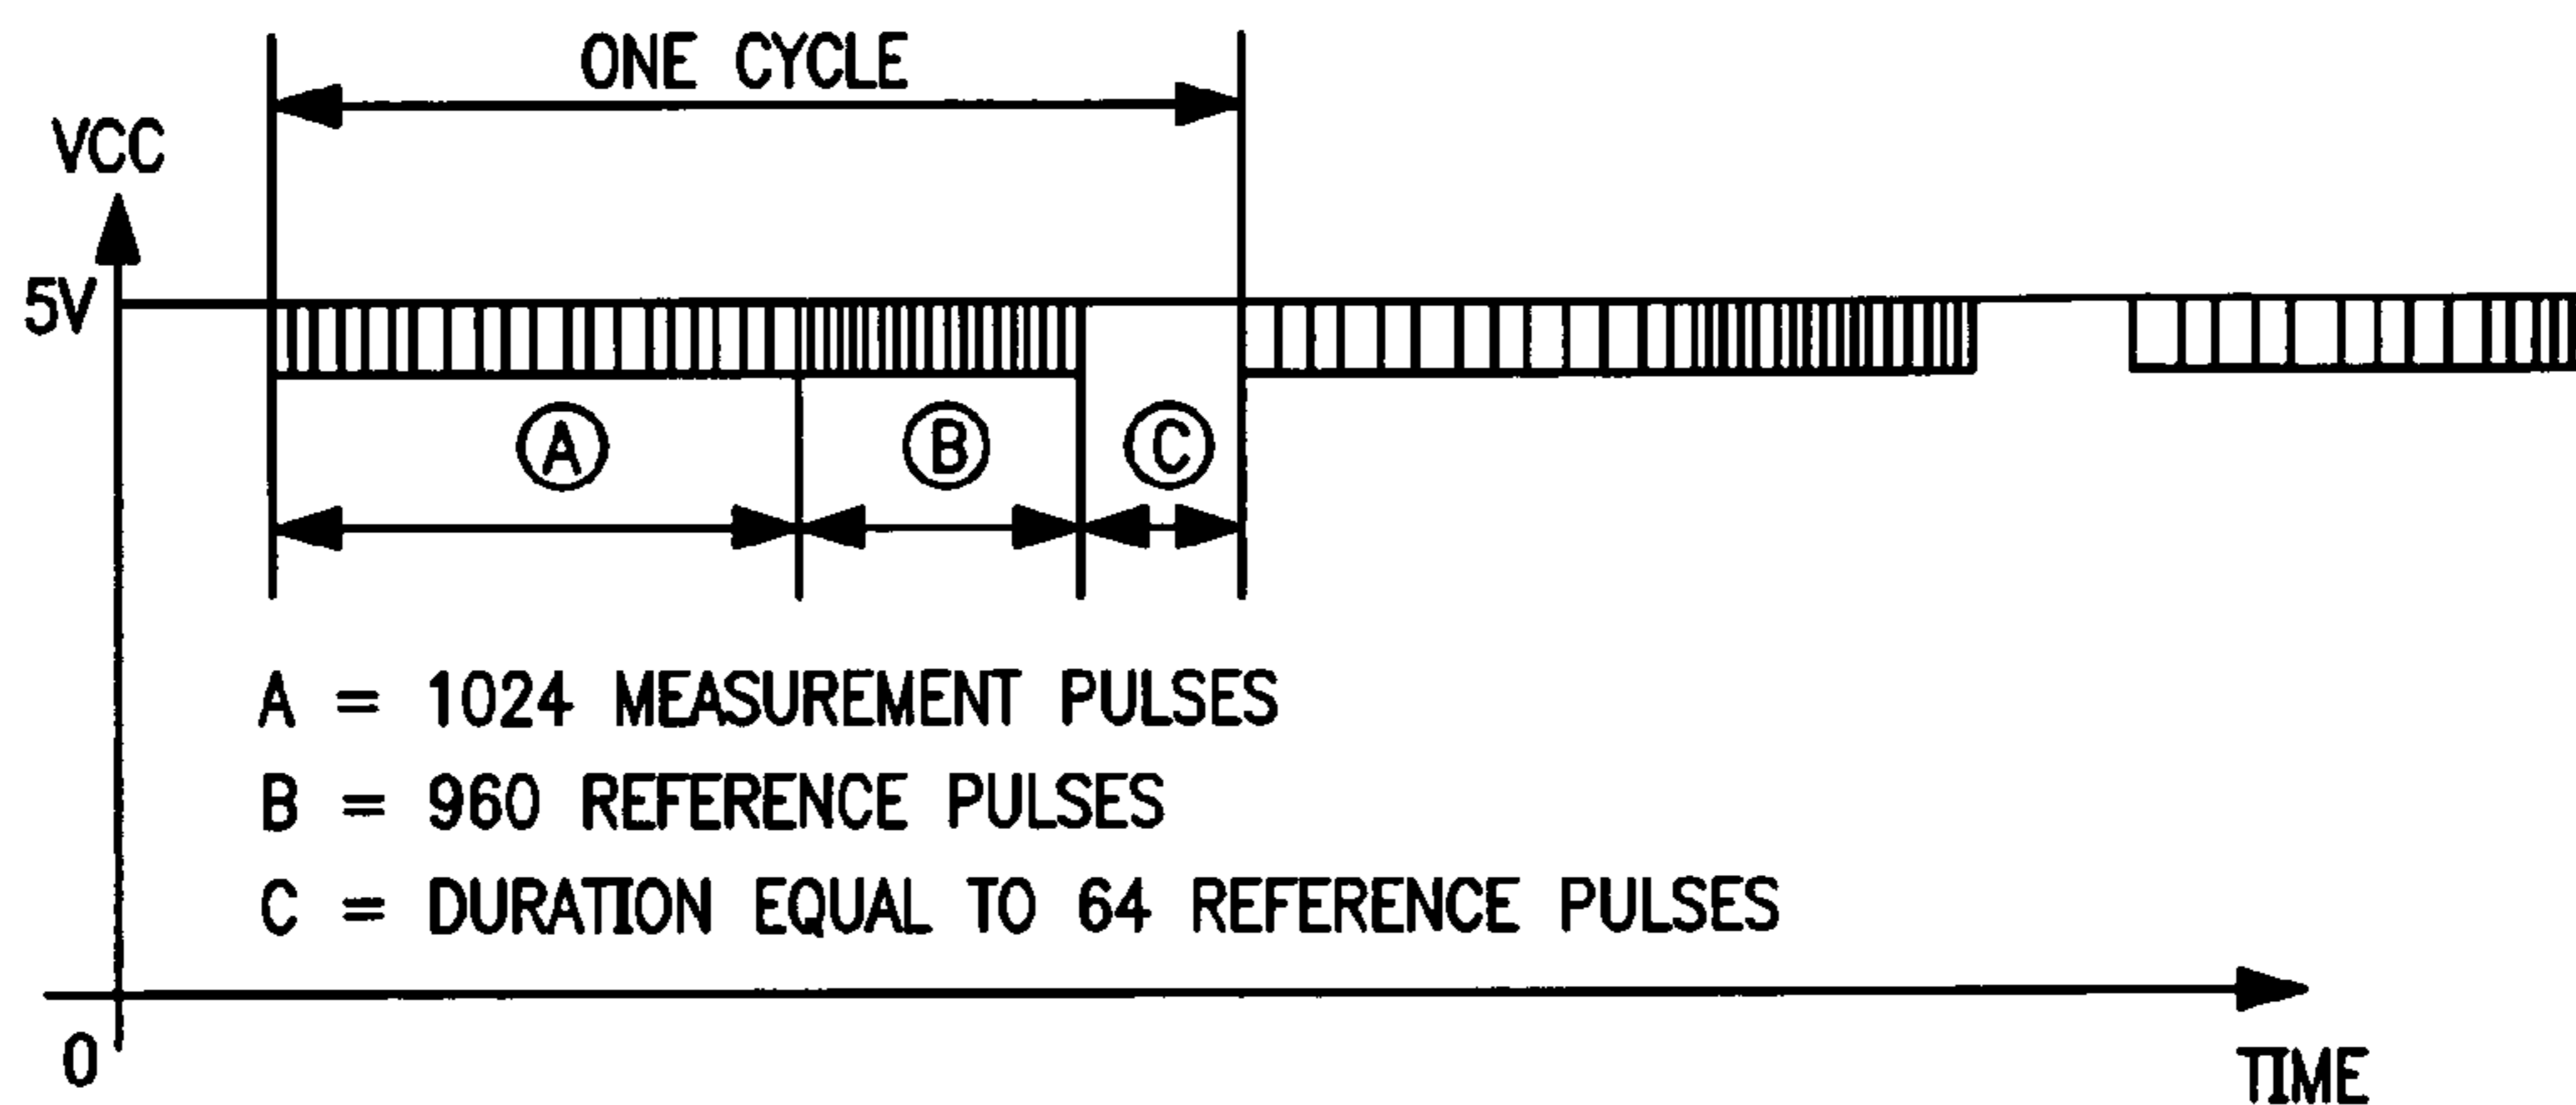 ONE CYCLE
VCC
5V
A
B
C
A = 1024 MEASUREMENT PULSES
B = 960 REFERENCE PULSES
C = DURATION EQUAL TO 64 REFERENCE PULSES
0
TIME